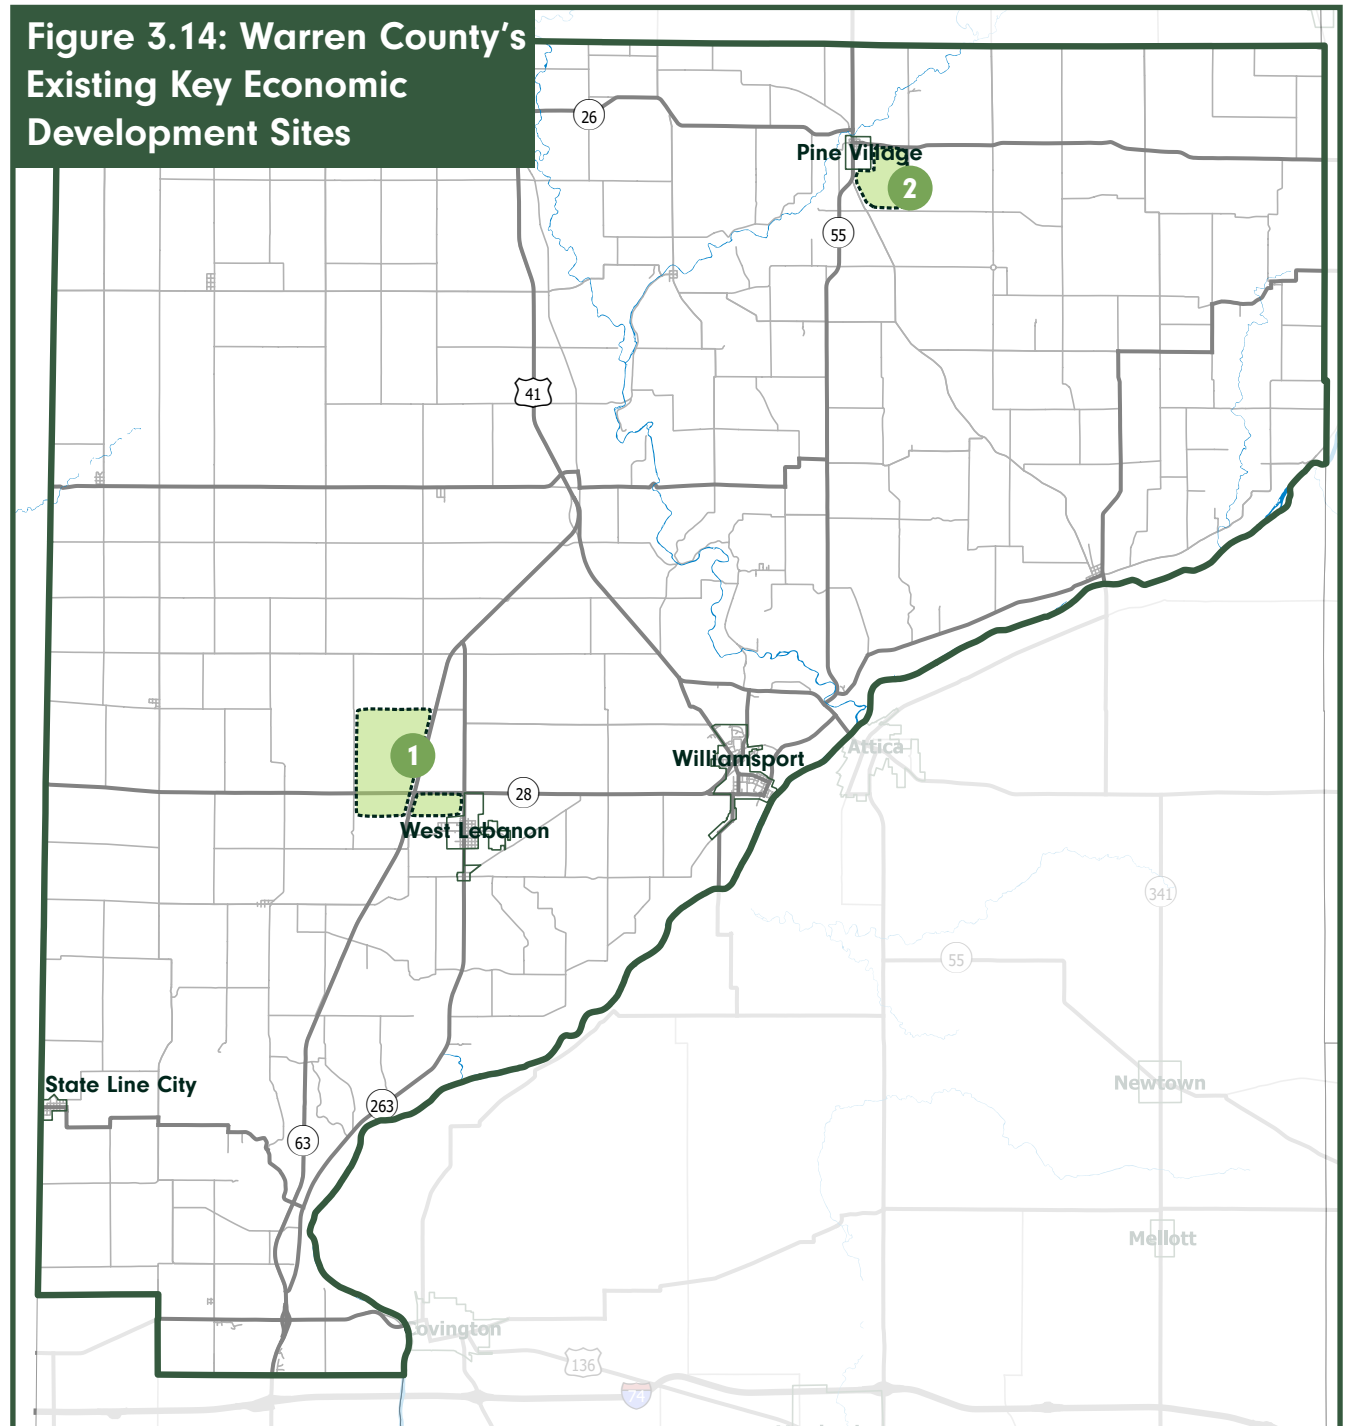 Figure 3.14: Warren County's
Existing Key Economic
Development Sites
26
Pine Village
2
55
41
1
28
Williamsport
Attica
West Lebanon
341
55
State Line City
263
63
Newtown
Mellott
Covington
136
74